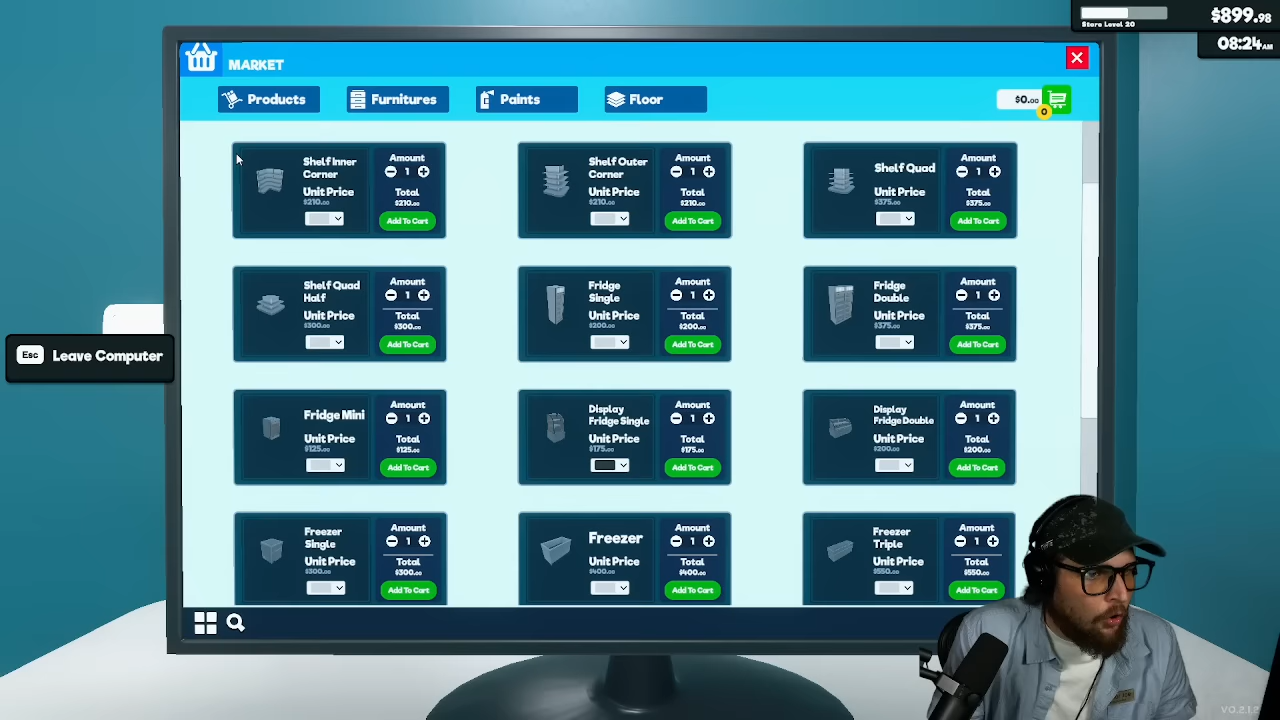 Store Level 20
$899.98
08:24AM
MARKET
Products
Furnitures
Paints
Floor
$0.00
0
Esc
Leave Computer
Shelf Inner
Corner
Unit Price
$210.00
Amount
1
Total
$210.00
Add To Cart
Shelf Outer
Corner
Unit Price
$210.00
Amount
1
Total
$210.00
Add To Cart
Shelf Quad
Unit Price
$375.00
Amount
1
Total
$375.00
Add To Cart
Shelf Quad
Half
Unit Price
$300.00
Amount
1
Total
$300.00
Add To Cart
Fridge
Single
Unit Price
$200.00
Amount
1
Total
$200.00
Add To Cart
Fridge
Double
Unit Price
$375.00
Amount
1
Total
$375.00
Add To Cart
Fridge Mini
Unit Price
$125.00
Amount
1
Total
$125.00
Add To Cart
Display
Fridge Single
Unit Price
$175.00
Amount
1
Total
$175.00
Add To Cart
Display
Fridge Double
Unit Price
$200.00
Amount
1
Total
$200.00
Add To Cart
Freezer
Single
Unit Price
$300.00
Amount
1
Total
$300.00
Add To Cart
Freezer
Unit Price
$400.00
Amount
1
Total
$400.00
Add To Cart
Freezer
Triple
Unit Price
$550.00
Amount
1
Total
$550.00
Add To Cart